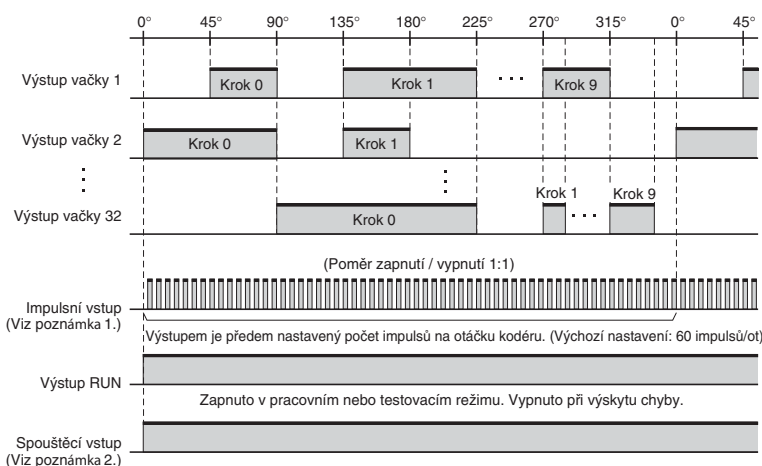 0° 45° 90° 135° 180° 225° 270° 315° 0° 45°
Výstup vačky 1
Krok 0 Krok 1 Krok 9
Výstup vačky 2
Krok 0 Krok 1
Krok 1 Krok 9
Výstup vačky 32
Krok 0
(Poměr zapnutí / vypnutí 1:1)
Impulsní vstup
(Viz poznámka 1.)
Výstupem je předem nastavený počet impulsů na otáčku kodéru. (Výchozí nastavení: 60 impulsů/ot)
Výstup RUN
Zapnuto v pracovním nebo testovacím režimu. Vypnuto při výskytu chyby.
Spouštěcí vstup
(Viz poznámka 2.)